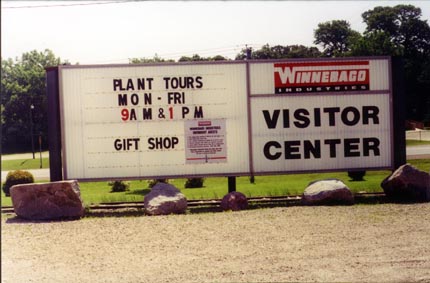 PLANT TOURS
MON - FRI
9AM & 1PM
GIFT SHOP
WINNEBAGO
INDUSTRIES
VISITOR
CENTER